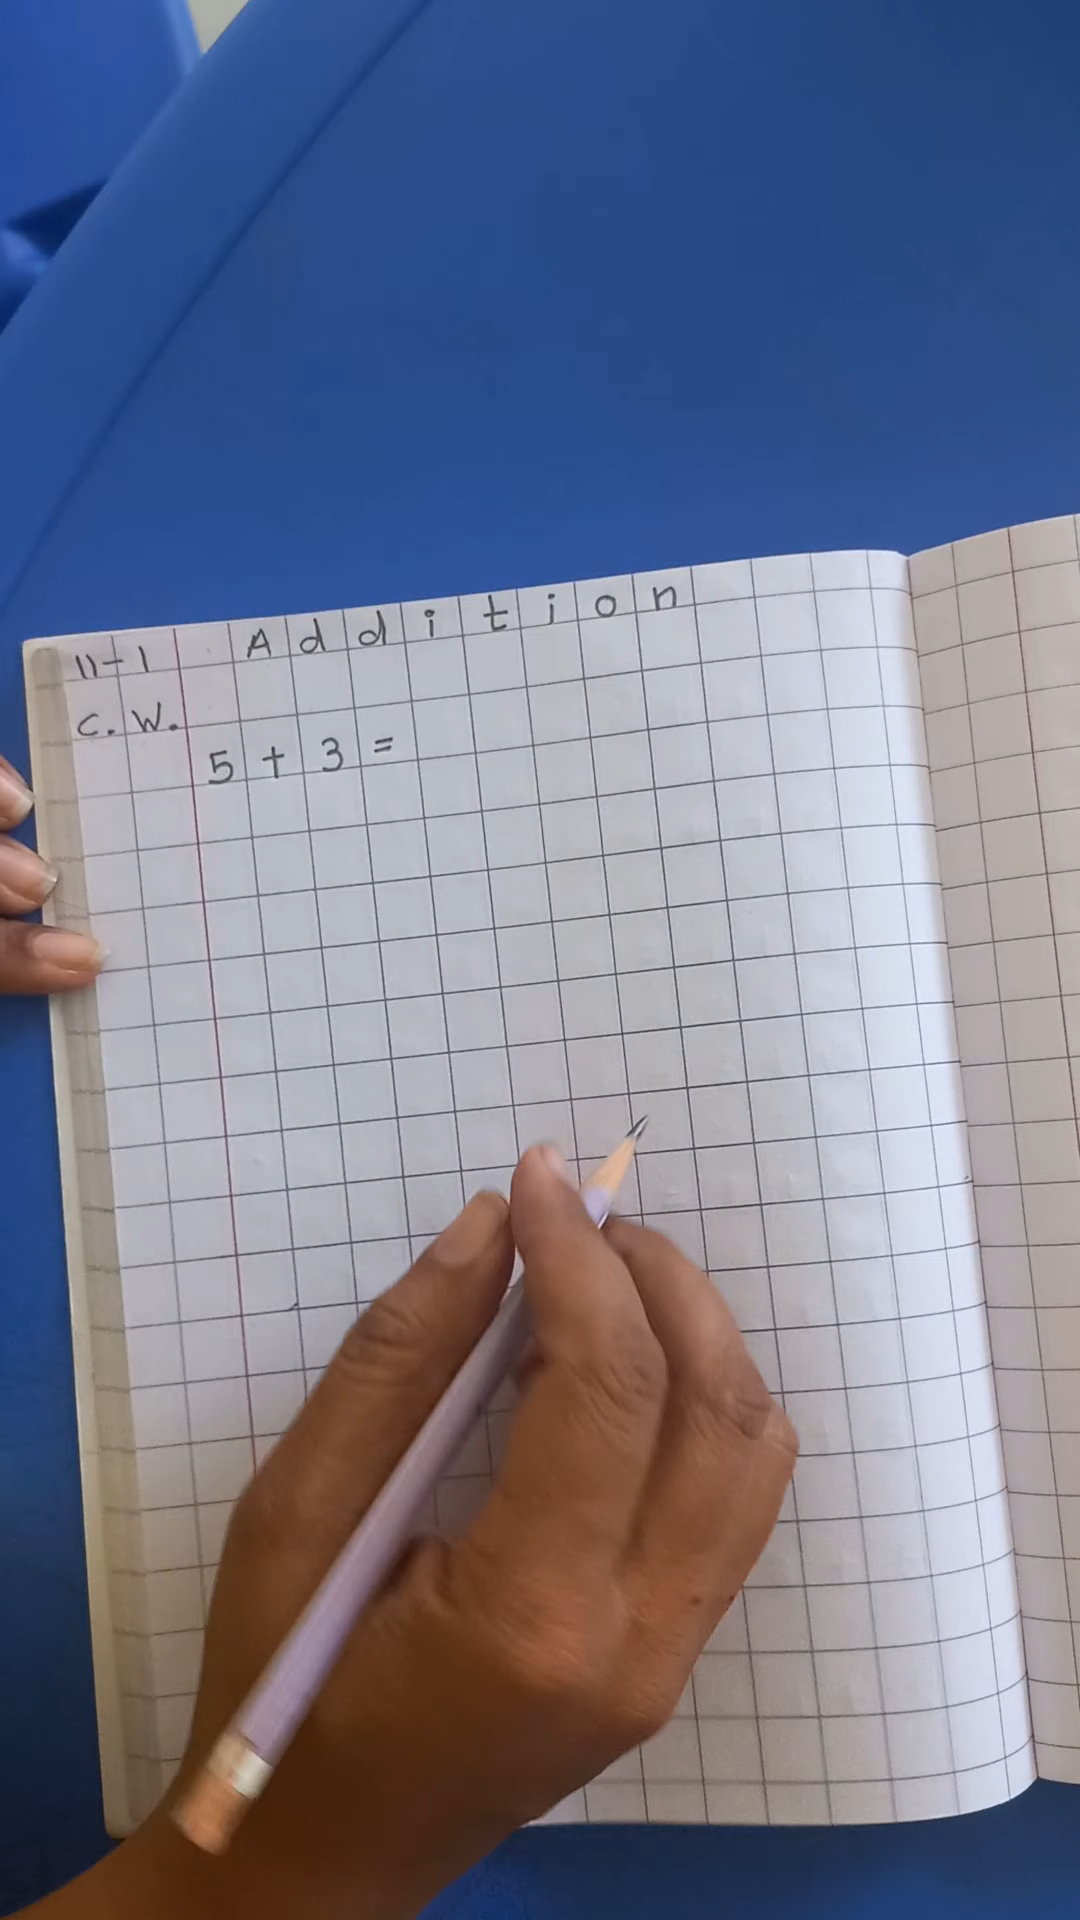 11-1 Addition
C.W.
5 + 3 =